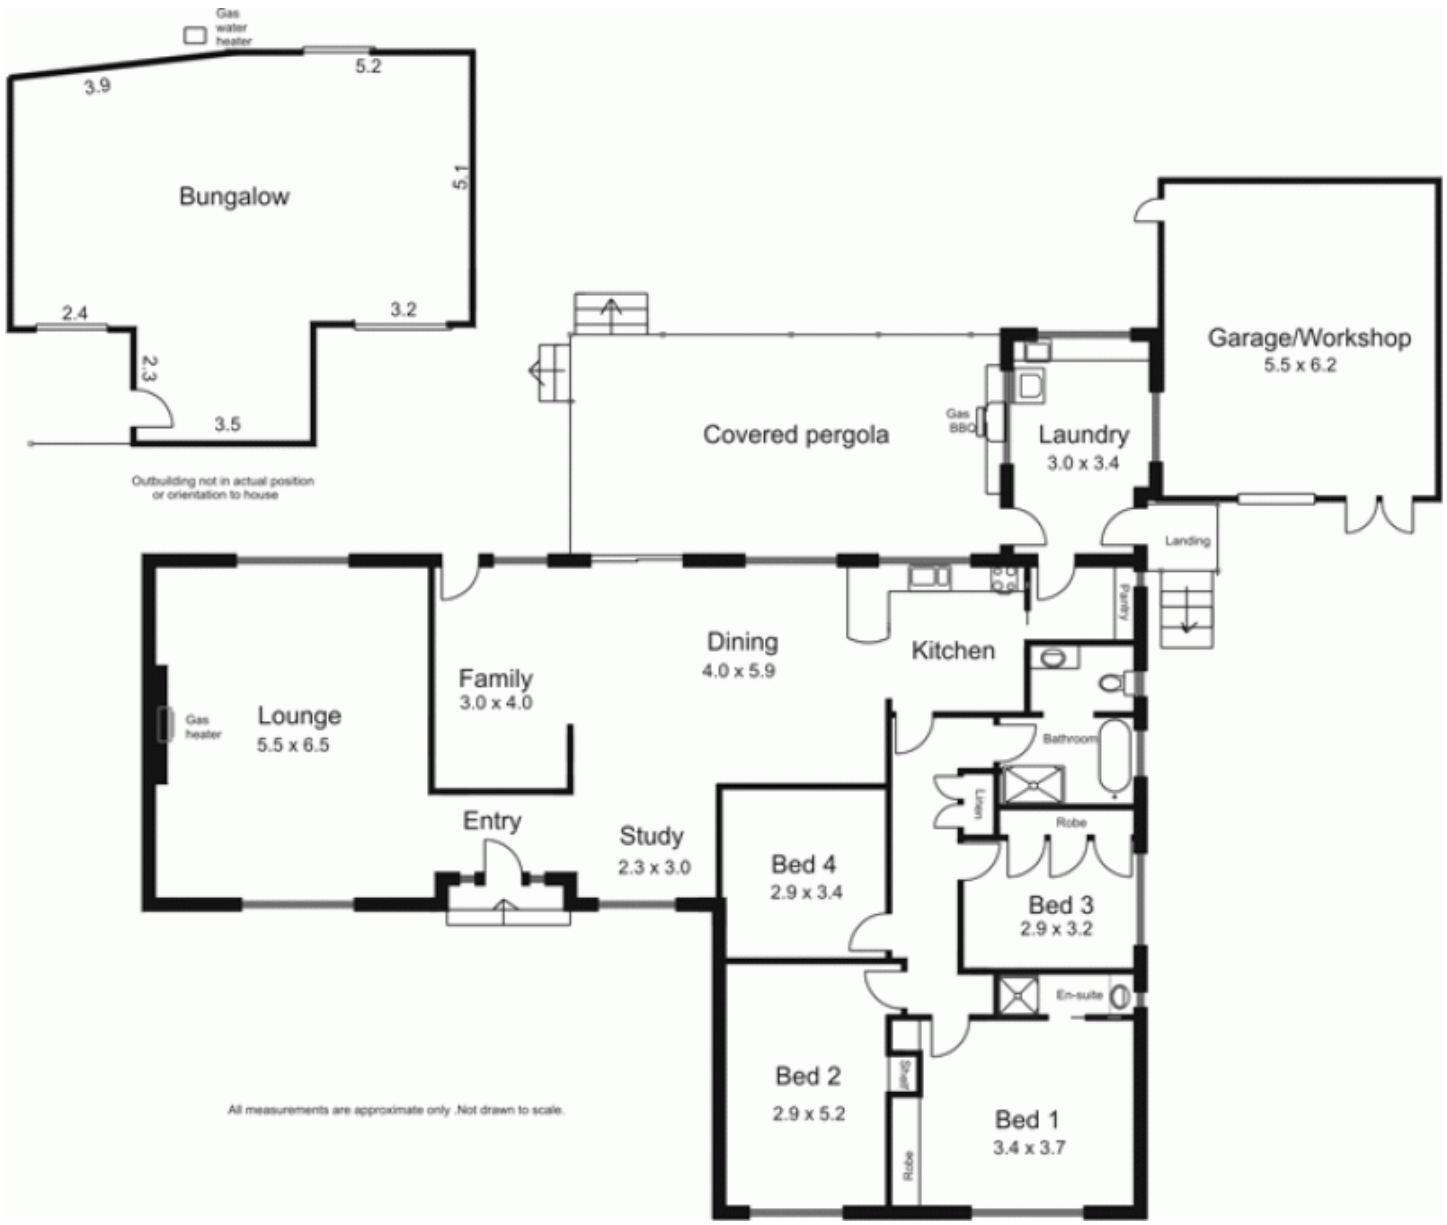 Gas
water
heater
5.2
3.9
5.1
Bungalow
2.4
3.2
2.3
3.5
Outbuilding not in actual position
or orientation to house
Garage/Workshop
5.5 x 6.2
Gas
BBQ
Covered pergola
Laundry
3.0 x 3.4
Landing
Pantry
Dining
4.0 x 5.9
Kitchen
Family
3.0 x 4.0
Lounge
5.5 x 6.5
Gas
heater
Bathroom
Linen
Robe
Entry
Study
2.3 x 3.0
Bed 4
2.9 x 3.4
Bed 3
2.9 x 3.2
En-suite
Bed 2
2.9 x 5.2
Shelf
Robe
Bed 1
3.4 x 3.7
All measurements are approximate only .Not drawn to scale.